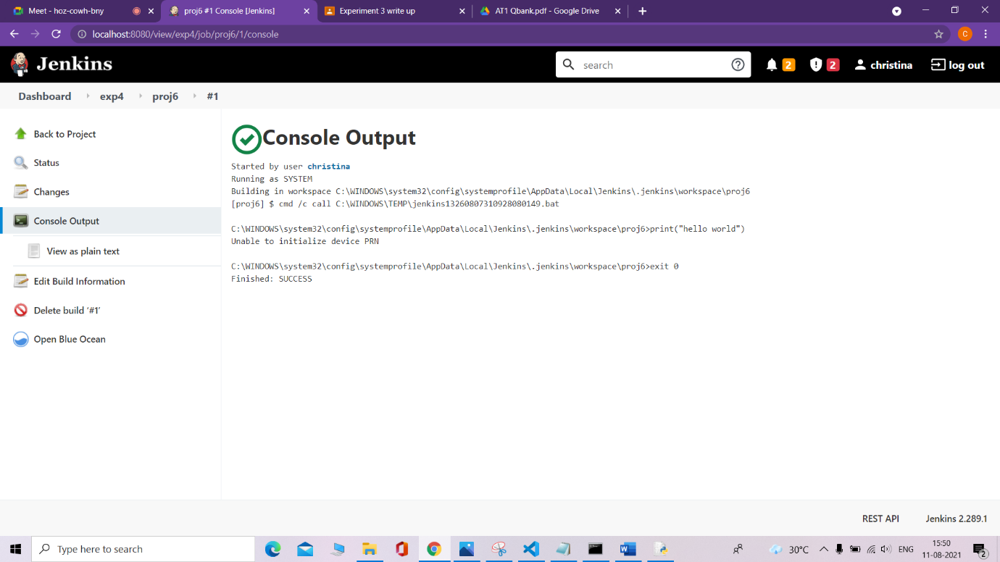 Meet - hoz-cowh-bny
proj6 #1 Console [Jenkins]
Experiment 3 write up
AT1 Qbank.pdf - Google Drive
localhost:8080/view/exp4/job/proj6/1/console
C
Jenkins
search
2
2
christina
log out
Dashboard
exp4
proj6
#1
Back to Project
Status
Changes
Console Output
View as plain text
Edit Build Information
Delete build ‘#1’
Open Blue Ocean
Console Output
Started by user christina
Running as SYSTEM
Building in workspace C:\WINDOWS\system32\config\systemprofile\AppData\Local\Jenkins\.jenkins\workspace\proj6
[proj6] $ cmd /c call C:\WINDOWS\TEMP\jenkins13260807310928080149.bat
C:\WINDOWS\system32\config\systemprofile\AppData\Local\Jenkins\.jenkins\workspace\proj6>print("hello world")
Unable to initialize device PRN
C:\WINDOWS\system32\config\systemprofile\AppData\Local\Jenkins\.jenkins\workspace\proj6>exit 0
Finished: SUCCESS
REST API
Jenkins 2.289.1
Type here to search
30°C
ENG
15:50
11-08-2021
2